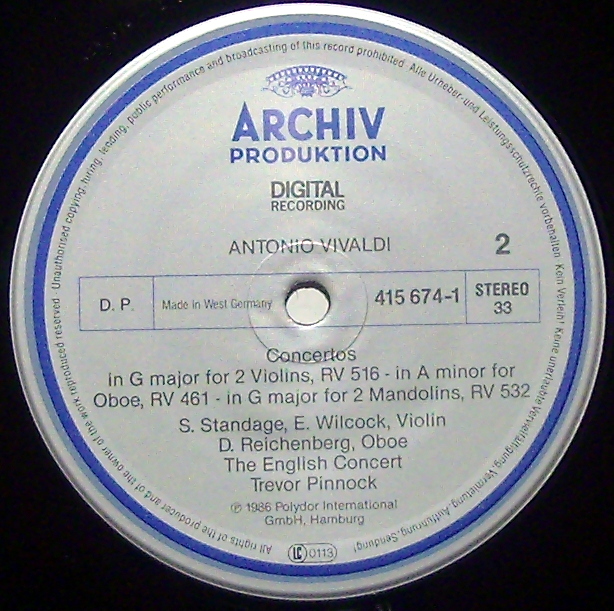 All rights of the producer and of the owner of the work reproduced reserved. Unauthorised copying, hiring, lending, public performance and broadcasting of this record prohibited. Alle Urheber- und Leistungsschutzrechte vorbehalten. Kein Verleih! Keine unerlaubte Vervielfältigung, Vermietung, Aufführung, Sendung!
ARCHIV
PRODUKTION
DIGITAL
RECORDING
ANTONIO VIVALDI
2
D. P.
Made in West Germany
415 674-1
STEREO
33
Concertos
in G major for 2 Violins, RV 516 - in A minor for
Oboe, RV 461 - in G major for 2 Mandolins, RV 532
S. Standage, E. Wilcock, Violin
D. Reichenberg, Oboe
The English Concert
Trevor Pinnock
℗ 1986 Polydor International
GmbH, Hamburg
LC 0113